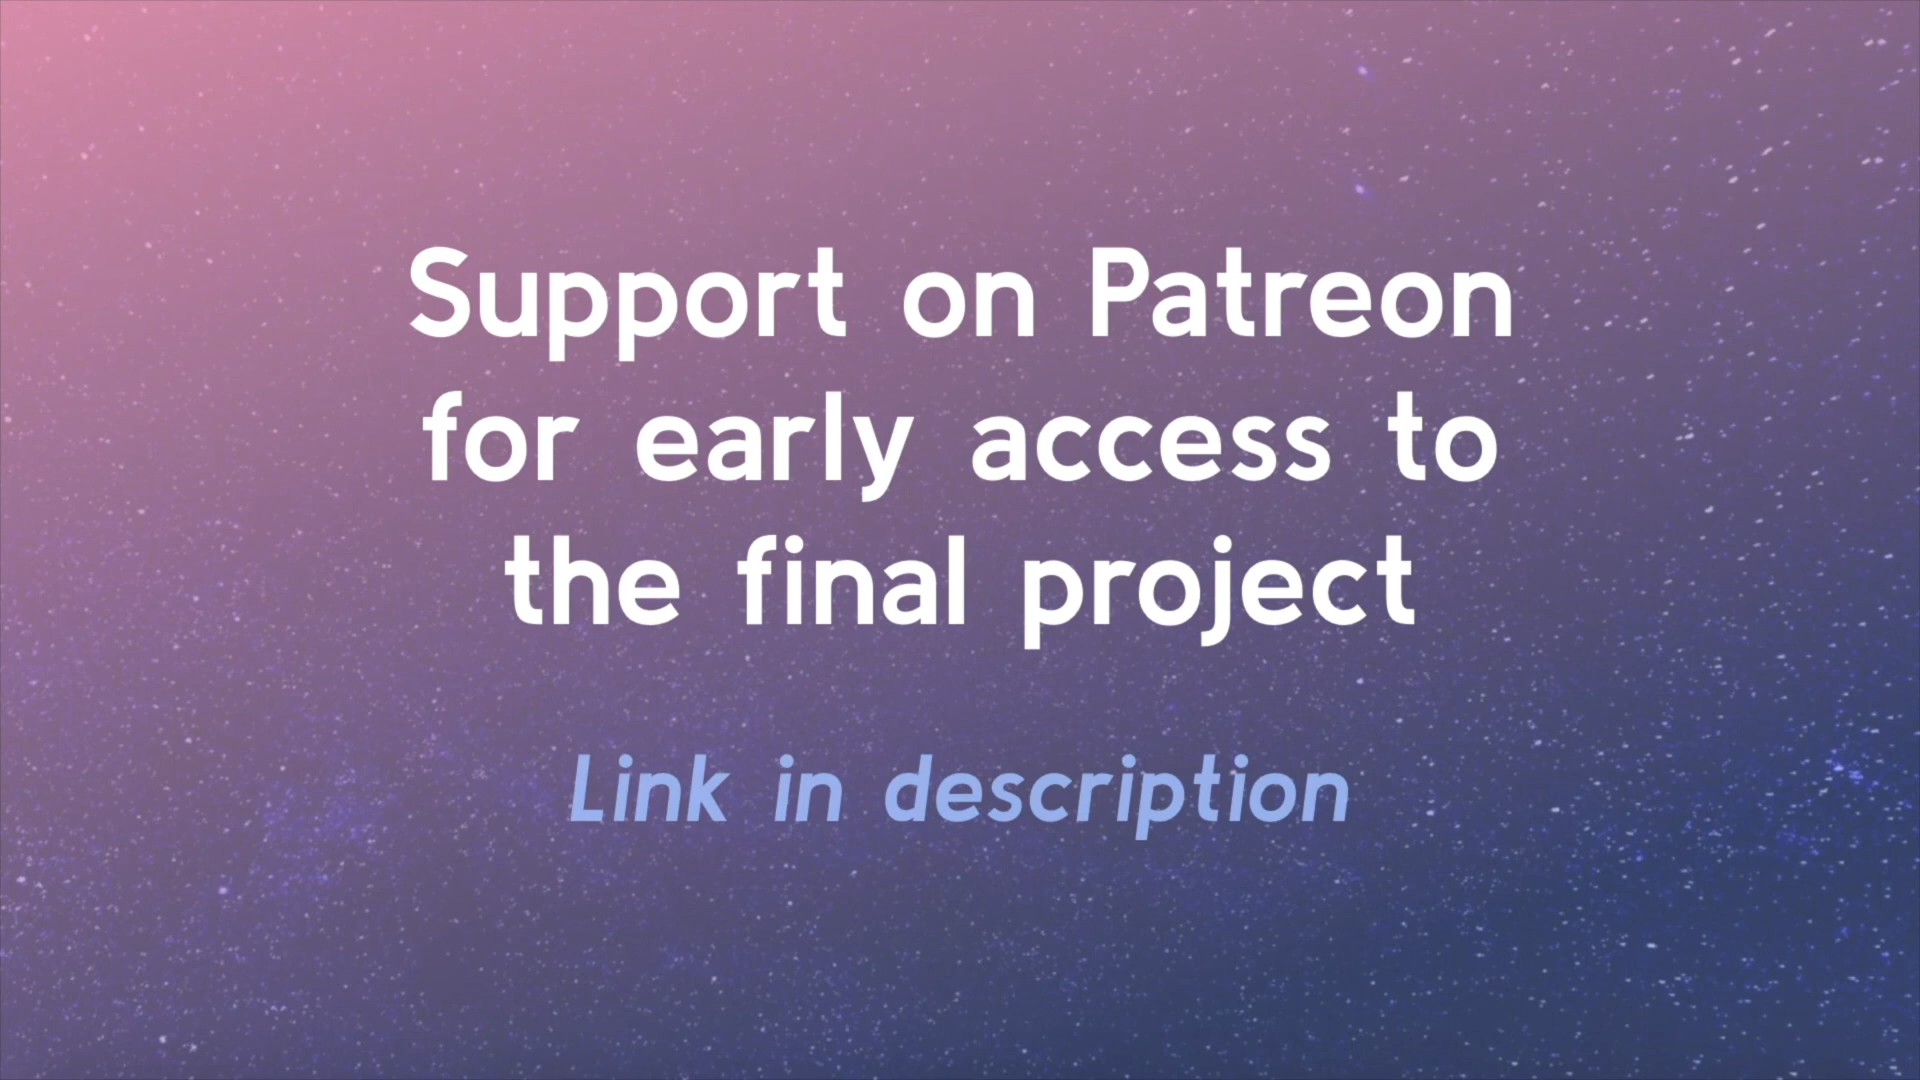 Support on Patreon
for early access to
the final project
Link in description